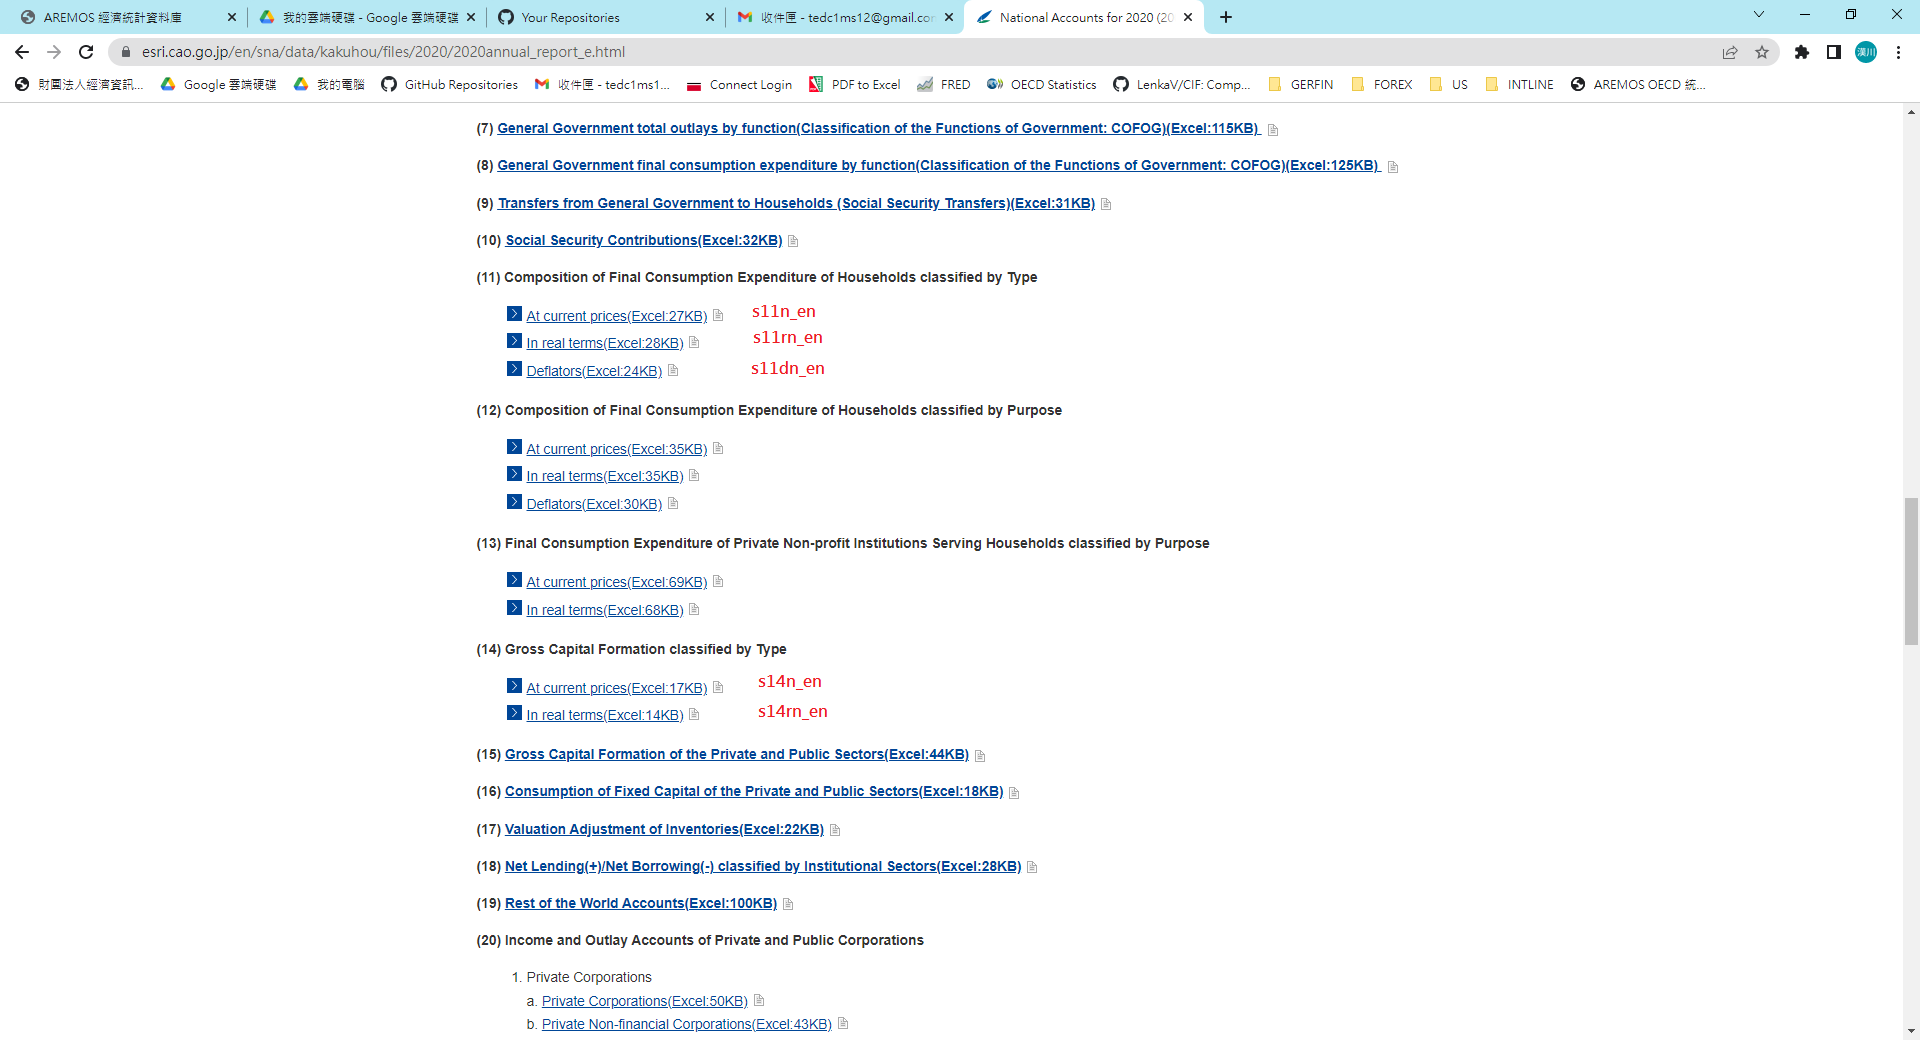 AREMOS 經濟統計資料庫
我的雲端硬碟 - Google 雲端硬碟
Your Repositories
收件匣 - tedc1ms12@gmail.com
National Accounts for 2020 (20
esri.cao.go.jp/en/sna/data/kakuhou/files/2020/2020annual_report_e.html
漢川
財團法人經濟資訊...
Google 雲端硬碟
我的電腦
GitHub Repositories
收件匣 - tedc1ms1...
Connect Login
PDF to Excel
FRED
OECD Statistics
LenkaV/CIF: Comp...
GERFIN
FOREX
US
INTLINE
AREMOS OECD 統...
(7) General Government total outlays by function(Classification of the Functions of Government: COFOG)(Excel:115KB)
(8) General Government final consumption expenditure by function(Classification of the Functions of Government: COFOG)(Excel:125KB)
(9) Transfers from General Government to Households (Social Security Transfers)(Excel:31KB)
(10) Social Security Contributions(Excel:32KB)
(11) Composition of Final Consumption Expenditure of Households classified by Type
At current prices(Excel:27KB) s11n_en
In real terms(Excel:28KB) s11rn_en
Deflators(Excel:24KB) s11dn_en
(12) Composition of Final Consumption Expenditure of Households classified by Purpose
At current prices(Excel:35KB)
In real terms(Excel:35KB)
Deflators(Excel:30KB)
(13) Final Consumption Expenditure of Private Non-profit Institutions Serving Households classified by Purpose
At current prices(Excel:69KB)
In real terms(Excel:68KB)
(14) Gross Capital Formation classified by Type
At current prices(Excel:17KB) s14n_en
In real terms(Excel:14KB) s14rn_en
(15) Gross Capital Formation of the Private and Public Sectors(Excel:44KB)
(16) Consumption of Fixed Capital of the Private and Public Sectors(Excel:18KB)
(17) Valuation Adjustment of Inventories(Excel:22KB)
(18) Net Lending(+)/Net Borrowing(-) classified by Institutional Sectors(Excel:28KB)
(19) Rest of the World Accounts(Excel:100KB)
(20) Income and Outlay Accounts of Private and Public Corporations
1. Private Corporations
a. Private Corporations(Excel:50KB)
b. Private Non-financial Corporations(Excel:43KB)